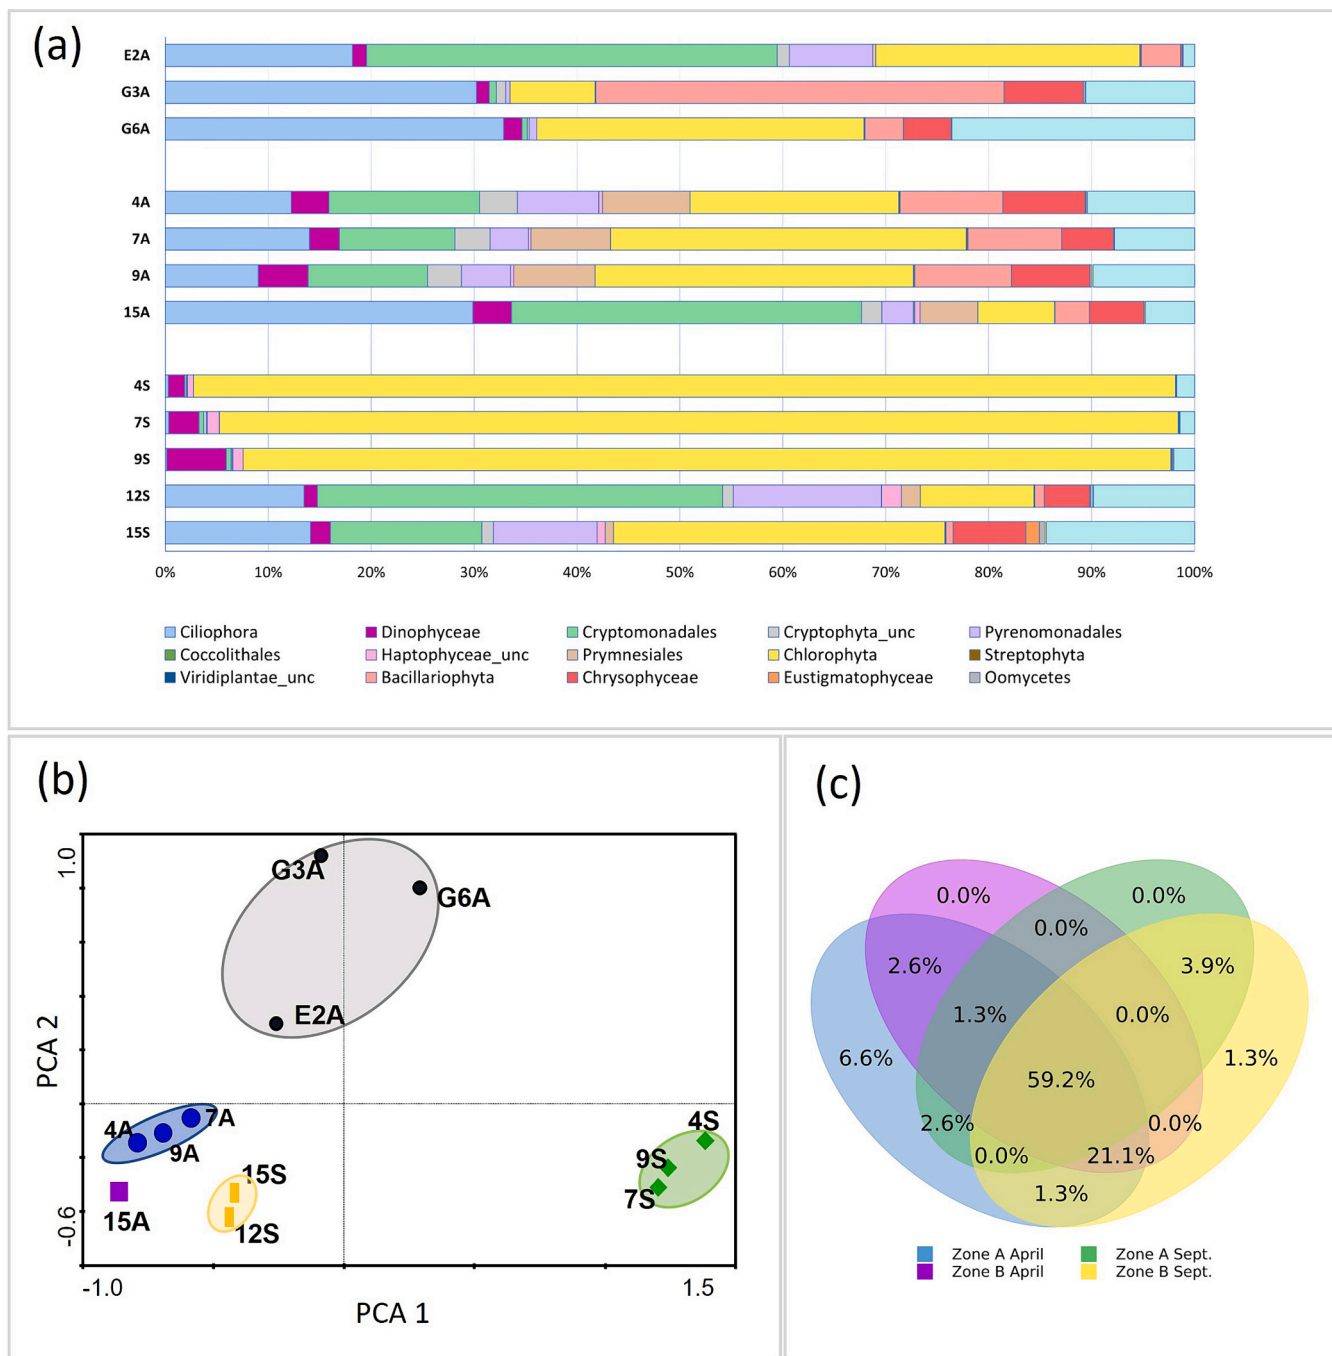 (a)
E2A
G3A
G6A
4A
7A
9A
15A
4S
7S
9S
12S
15S
0% 10% 20% 30% 40% 50% 60% 70% 80% 90% 100%
Ciliophora Dinophyceae Cryptomonadales Cryptophyta_unc Pyrenomonadales
Coccolithales Haptophyceae_unc Prymnesiales Chlorophyta Streptophyta
Viridiplantae_unc Bacillariophyta Chrysophyceae Eustigmatophyceae Oomycetes
(b)
1.0
PCA 2
-0.6
G3A
G6A
E2A
4A
7A
9A
15A
15S
12S
4S
9S
7S
-1.0
1.5
PCA 1
(c)
0.0% 0.0%
0.0%
2.6% 3.9%
1.3% 0.0%
6.6% 1.3%
59.2%
2.6% 0.0%
0.0% 21.1%
1.3%
Zone A April Zone A Sept.
Zone B April Zone B Sept.